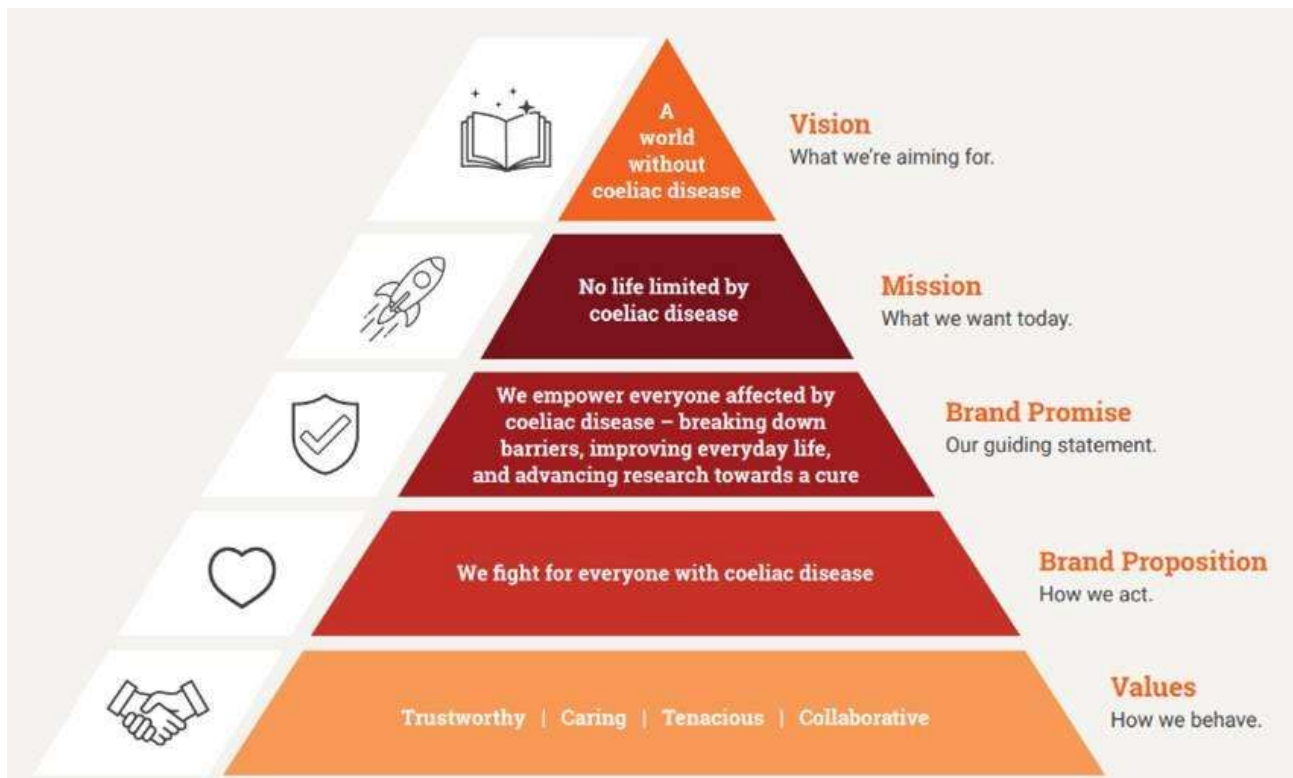 A
world
without
coeliac disease
Vision
What we're aiming for.
No life limited by
coeliac disease
Mission
What we want today.
We empower everyone affected by
coeliac disease – breaking down
barriers, improving everyday life,
and advancing research towards a cure
Brand Promise
Our guiding statement.
We fight for everyone with coeliac disease
Brand Proposition
How we act.
Trustworthy | Caring | Tenacious | Collaborative
Values
How we behave.